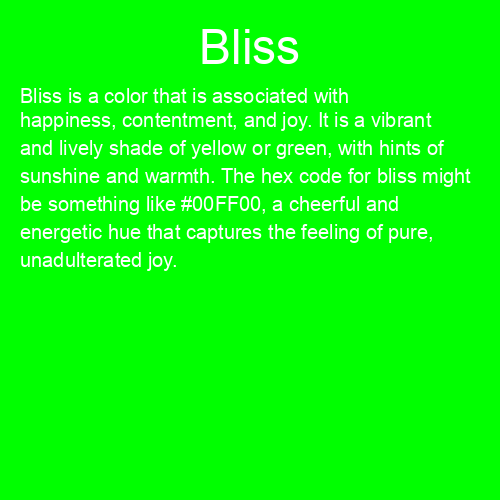 Bliss
Bliss is a color that is associated with
happiness, contentment, and joy. It is a vibrant
and lively shade of yellow or green, with hints of
sunshine and warmth. The hex code for bliss might
be something like #00FF00, a cheerful and
energetic hue that captures the feeling of pure,
unadulterated joy.